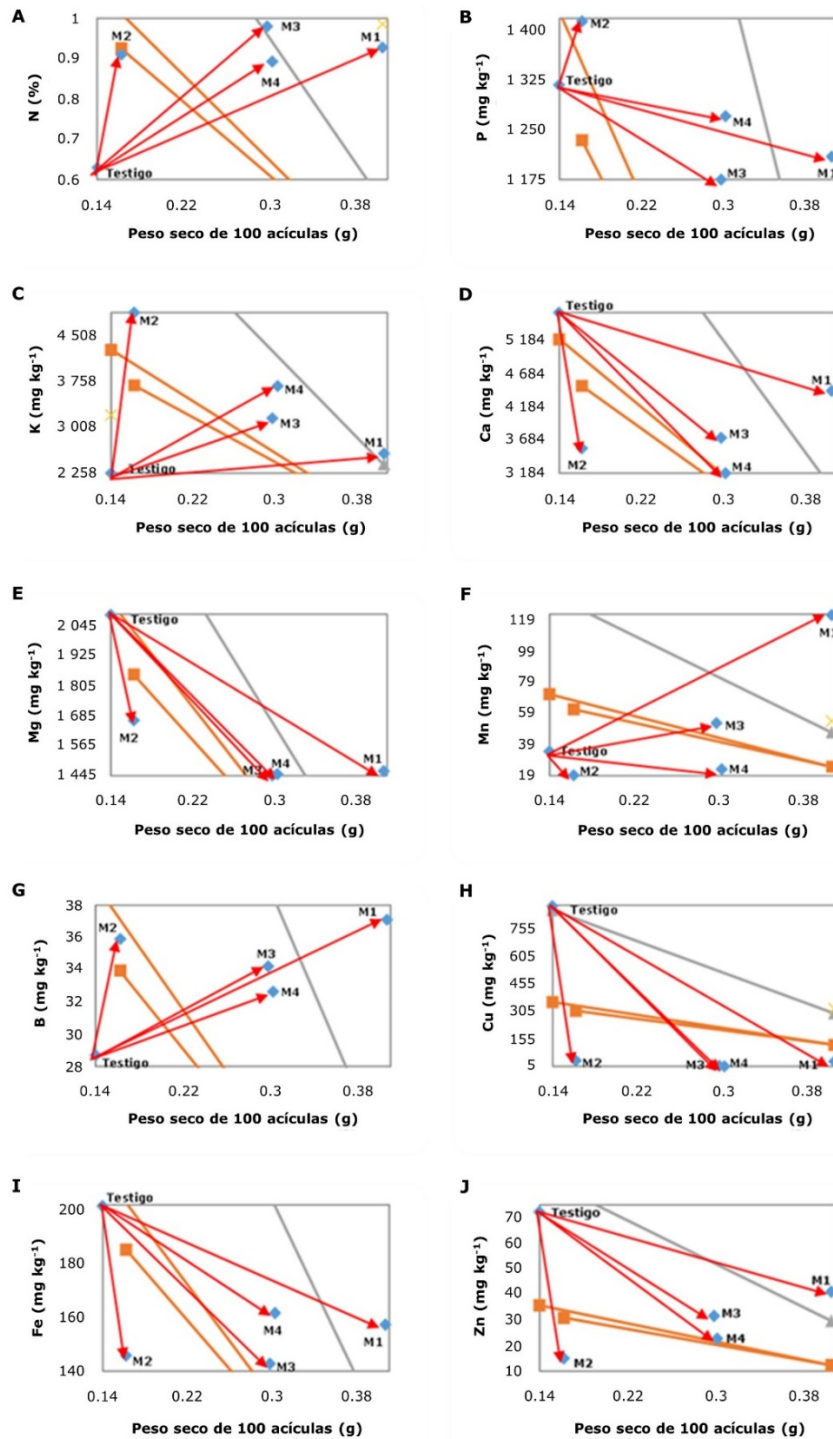 A
N (%)
1
0.9
0.8
0.7
0.6
M2
M3
M1
M4
Testigo
0.14 0.22 0.3 0.38
Peso seco de 100 acículas (g)
B
P (mg kg-1)
1 400
1 325
1 250
1 175
M2
Testigo
M4
M1
M3
0.14 0.22 0.3 0.38
Peso seco de 100 acículas (g)
C
K (mg kg-1)
4 508
3 758
3 008
2 258
M2
M4
M3
M1
Testigo
0.14 0.22 0.3 0.38
Peso seco de 100 acículas (g)
D
Ca (mg kg-1)
5 184
4 684
4 184
3 684
3 184
Testigo
M1
M3
M2
M4
0.14 0.22 0.3 0.38
Peso seco de 100 acículas (g)
E
Mg (mg kg-1)
2 045
1 925
1 805
1 685
1 565
1 445
Testigo
M2
M3
M4
M1
0.14 0.22 0.3 0.38
Peso seco de 100 acículas (g)
F
Mn (mg kg-1)
119
99
79
59
39
19
M1
M3
Testigo
M2
M4
0.14 0.22 0.3 0.38
Peso seco de 100 acículas (g)
G
B (mg kg-1)
38
36
34
32
30
28
M2
M1
M3
M4
Testigo
0.14 0.22 0.3 0.38
Peso seco de 100 acículas (g)
H
Cu (mg kg-1)
755
605
455
305
155
5
Testigo
M2
M3
M4
M1
0.14 0.22 0.3 0.38
Peso seco de 100 acículas (g)
I
Fe (mg kg-1)
200
180
160
140
Testigo
M4
M1
M2
M3
0.14 0.22 0.3 0.38
Peso seco de 100 acículas (g)
J
Zn (mg kg-1)
70
60
50
40
30
20
10
Testigo
M1
M3
M4
M2
0.14 0.22 0.3 0.38
Peso seco de 100 acículas (g)